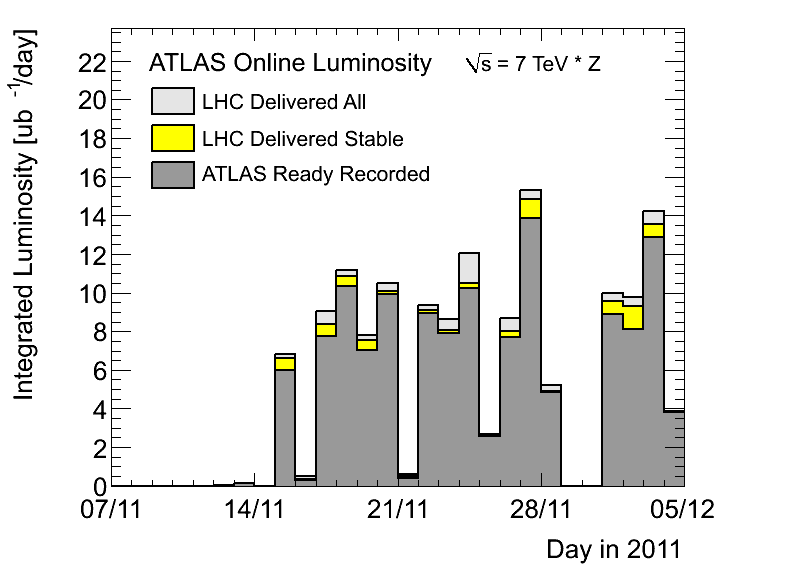 ATLAS Online Luminosity
√s = 7 TeV * Z
LHC Delivered All
LHC Delivered Stable
ATLAS Ready Recorded
Integrated Luminosity [ub⁻¹/day]
22
20
18
16
14
12
10
8
6
4
2
0
07/11 14/11 21/11 28/11 05/12
Day in 2011